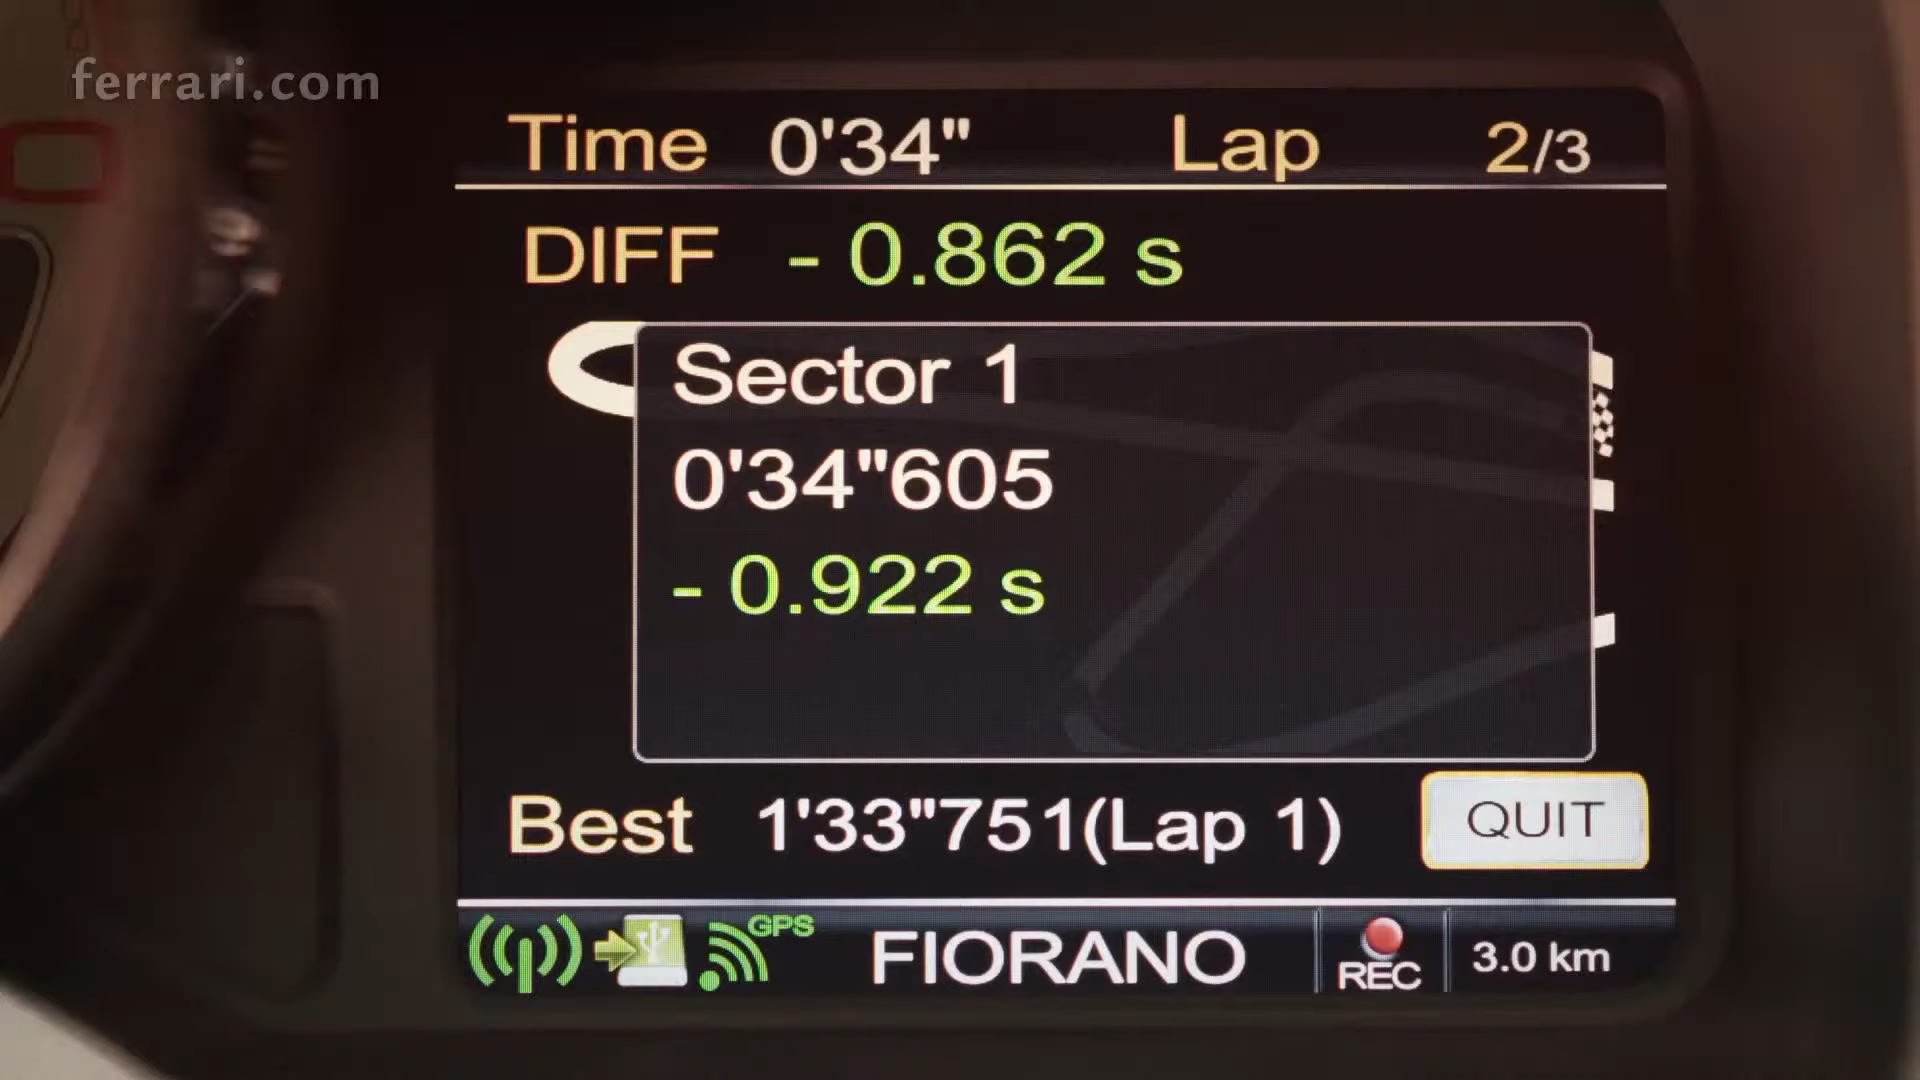 ferrari.com
Time 0'34" Lap 2/3
DIFF - 0.862 s
Sector 1
0'34"605
- 0.922 s
Best 1'33"751(Lap 1) QUIT
GPS FIORANO REC 3.0 km